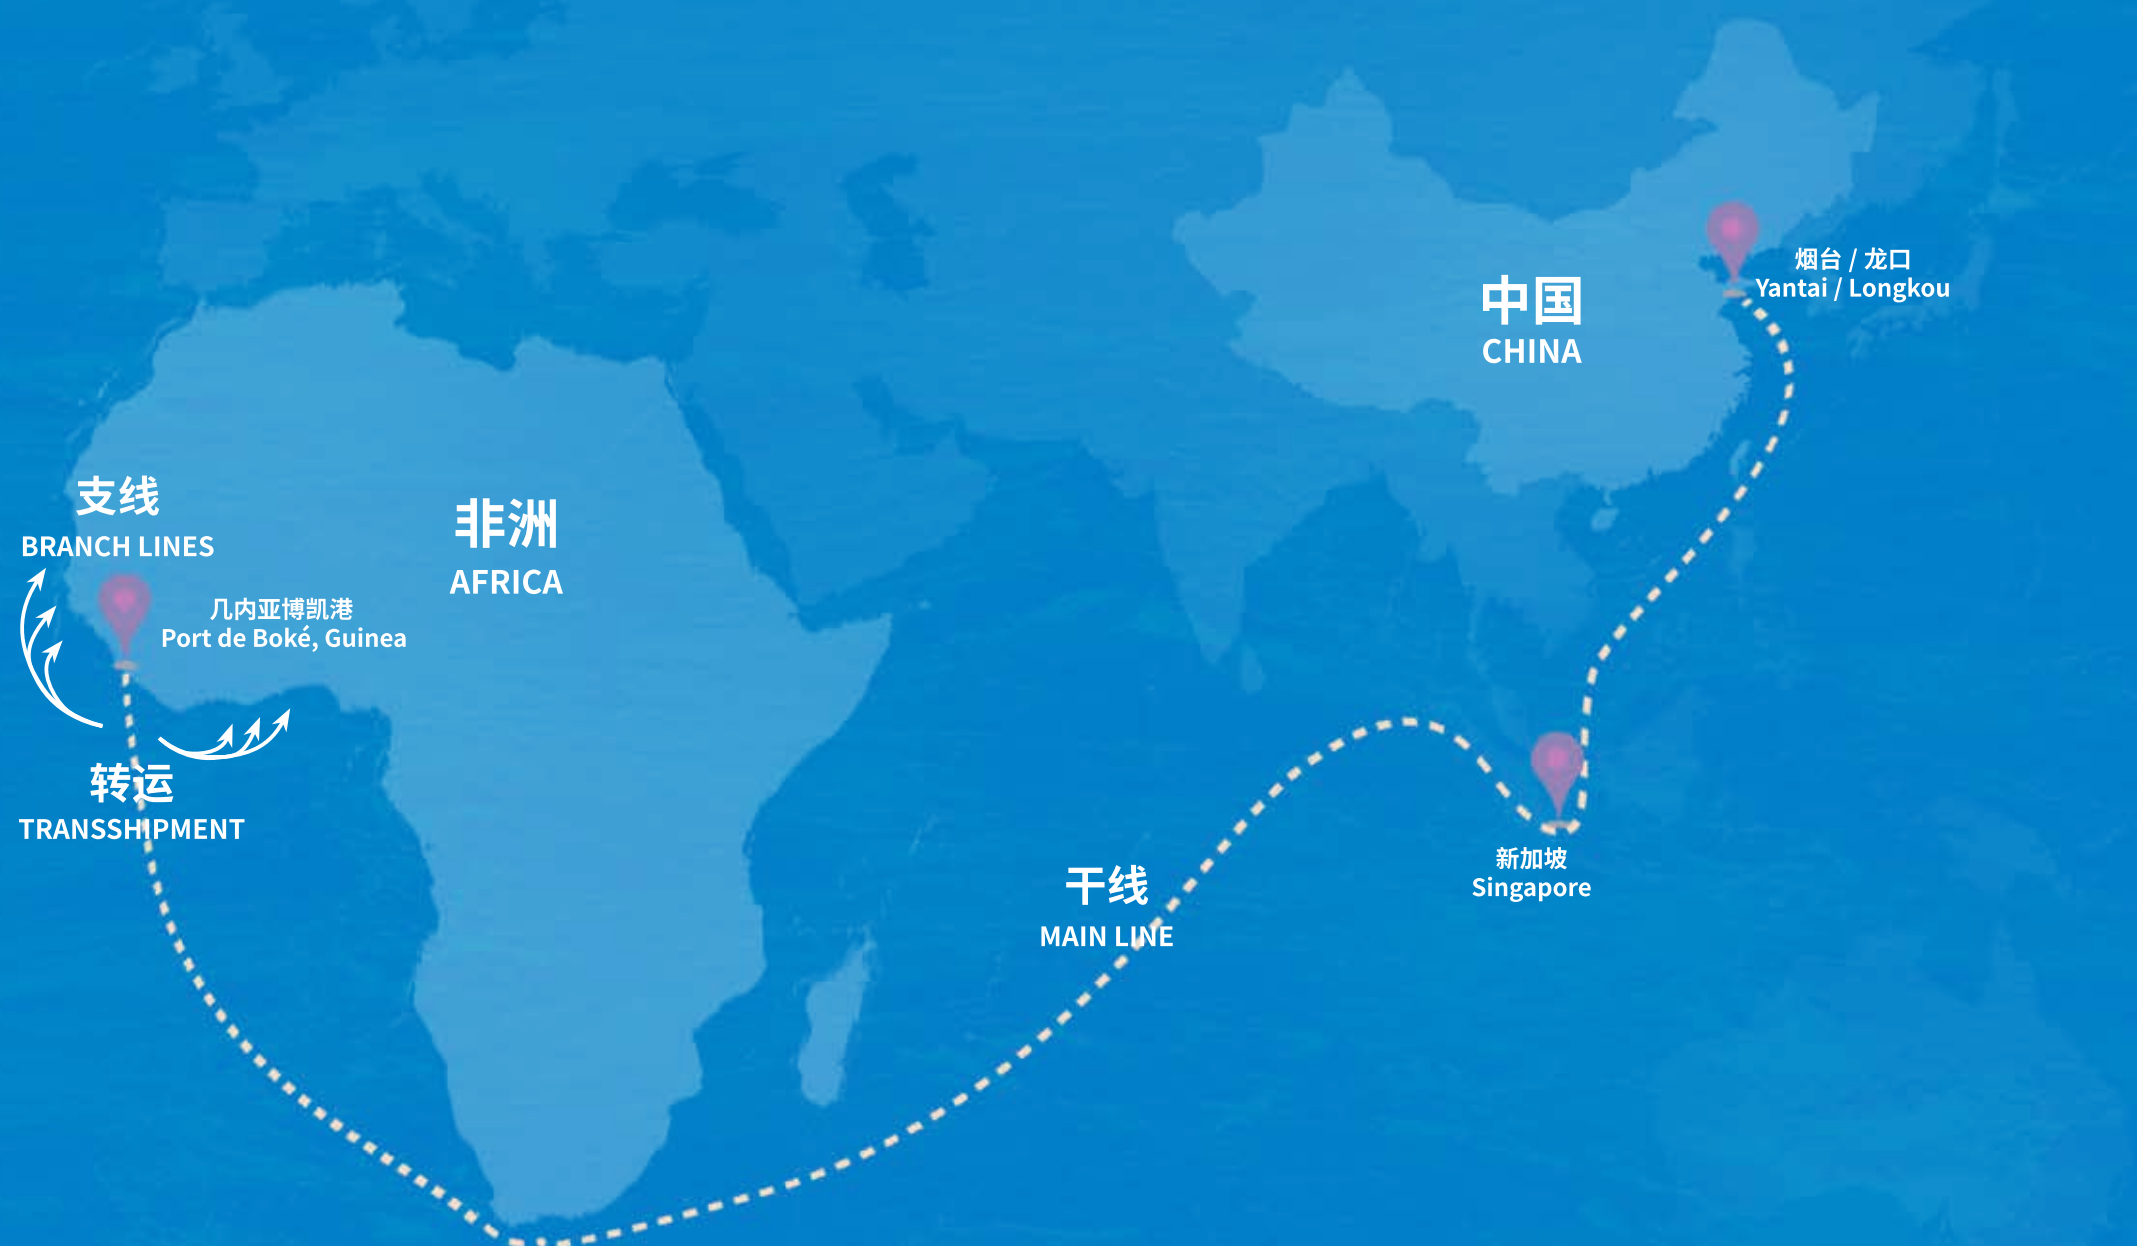 烟台 / 龙口
Yantai / Longkou
中国
CHINA
支线
BRANCH LINES
非洲
AFRICA
几内亚博凯港
Port de Boké, Guinea
转运
TRANSSHIPMENT
干线
MAIN LINE
新加坡
Singapore